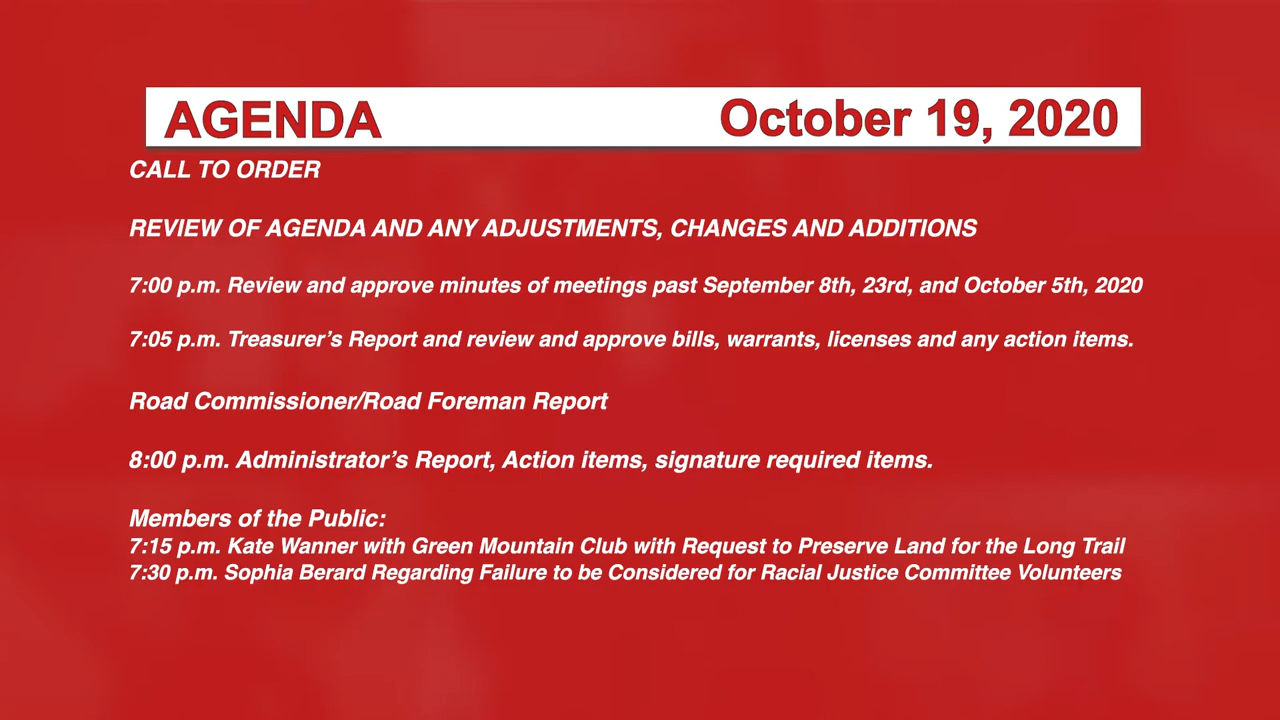 AGENDA October 19, 2020
CALL TO ORDER
REVIEW OF AGENDA AND ANY ADJUSTMENTS, CHANGES AND ADDITIONS
7:00 p.m. Review and approve minutes of meetings past September 8th, 23rd, and October 5th, 2020
7:05 p.m. Treasurer’s Report and review and approve bills, warrants, licenses and any action items.
Road Commissioner/Road Foreman Report
8:00 p.m. Administrator’s Report, Action items, signature required items.
Members of the Public:
7:15 p.m. Kate Wanner with Green Mountain Club with Request to Preserve Land for the Long Trail
7:30 p.m. Sophia Berard Regarding Failure to be Considered for Racial Justice Committee Volunteers